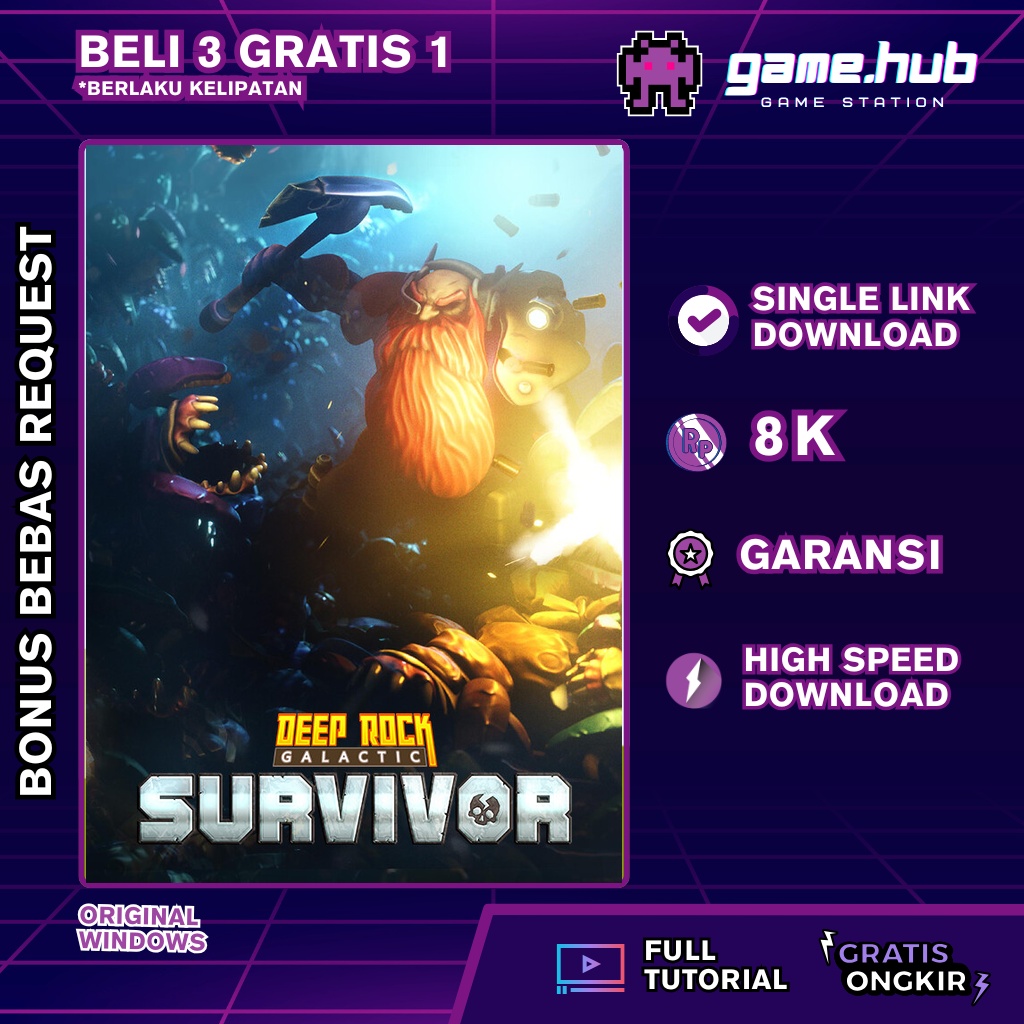 BELI 3 GRATIS 1
*BERLAKU KELIPATAN
game.hub
GAME STATION
BONUS BEBAS REQUEST
SINGLE LINK
DOWNLOAD
RP
8K
GARANSI
HIGH SPEED
DOWNLOAD
DEEP ROCK
GALACTIC
SURVIVOR
ORIGINAL
WINDOWS
FULL
TUTORIAL
GRATIS
ONGKIR